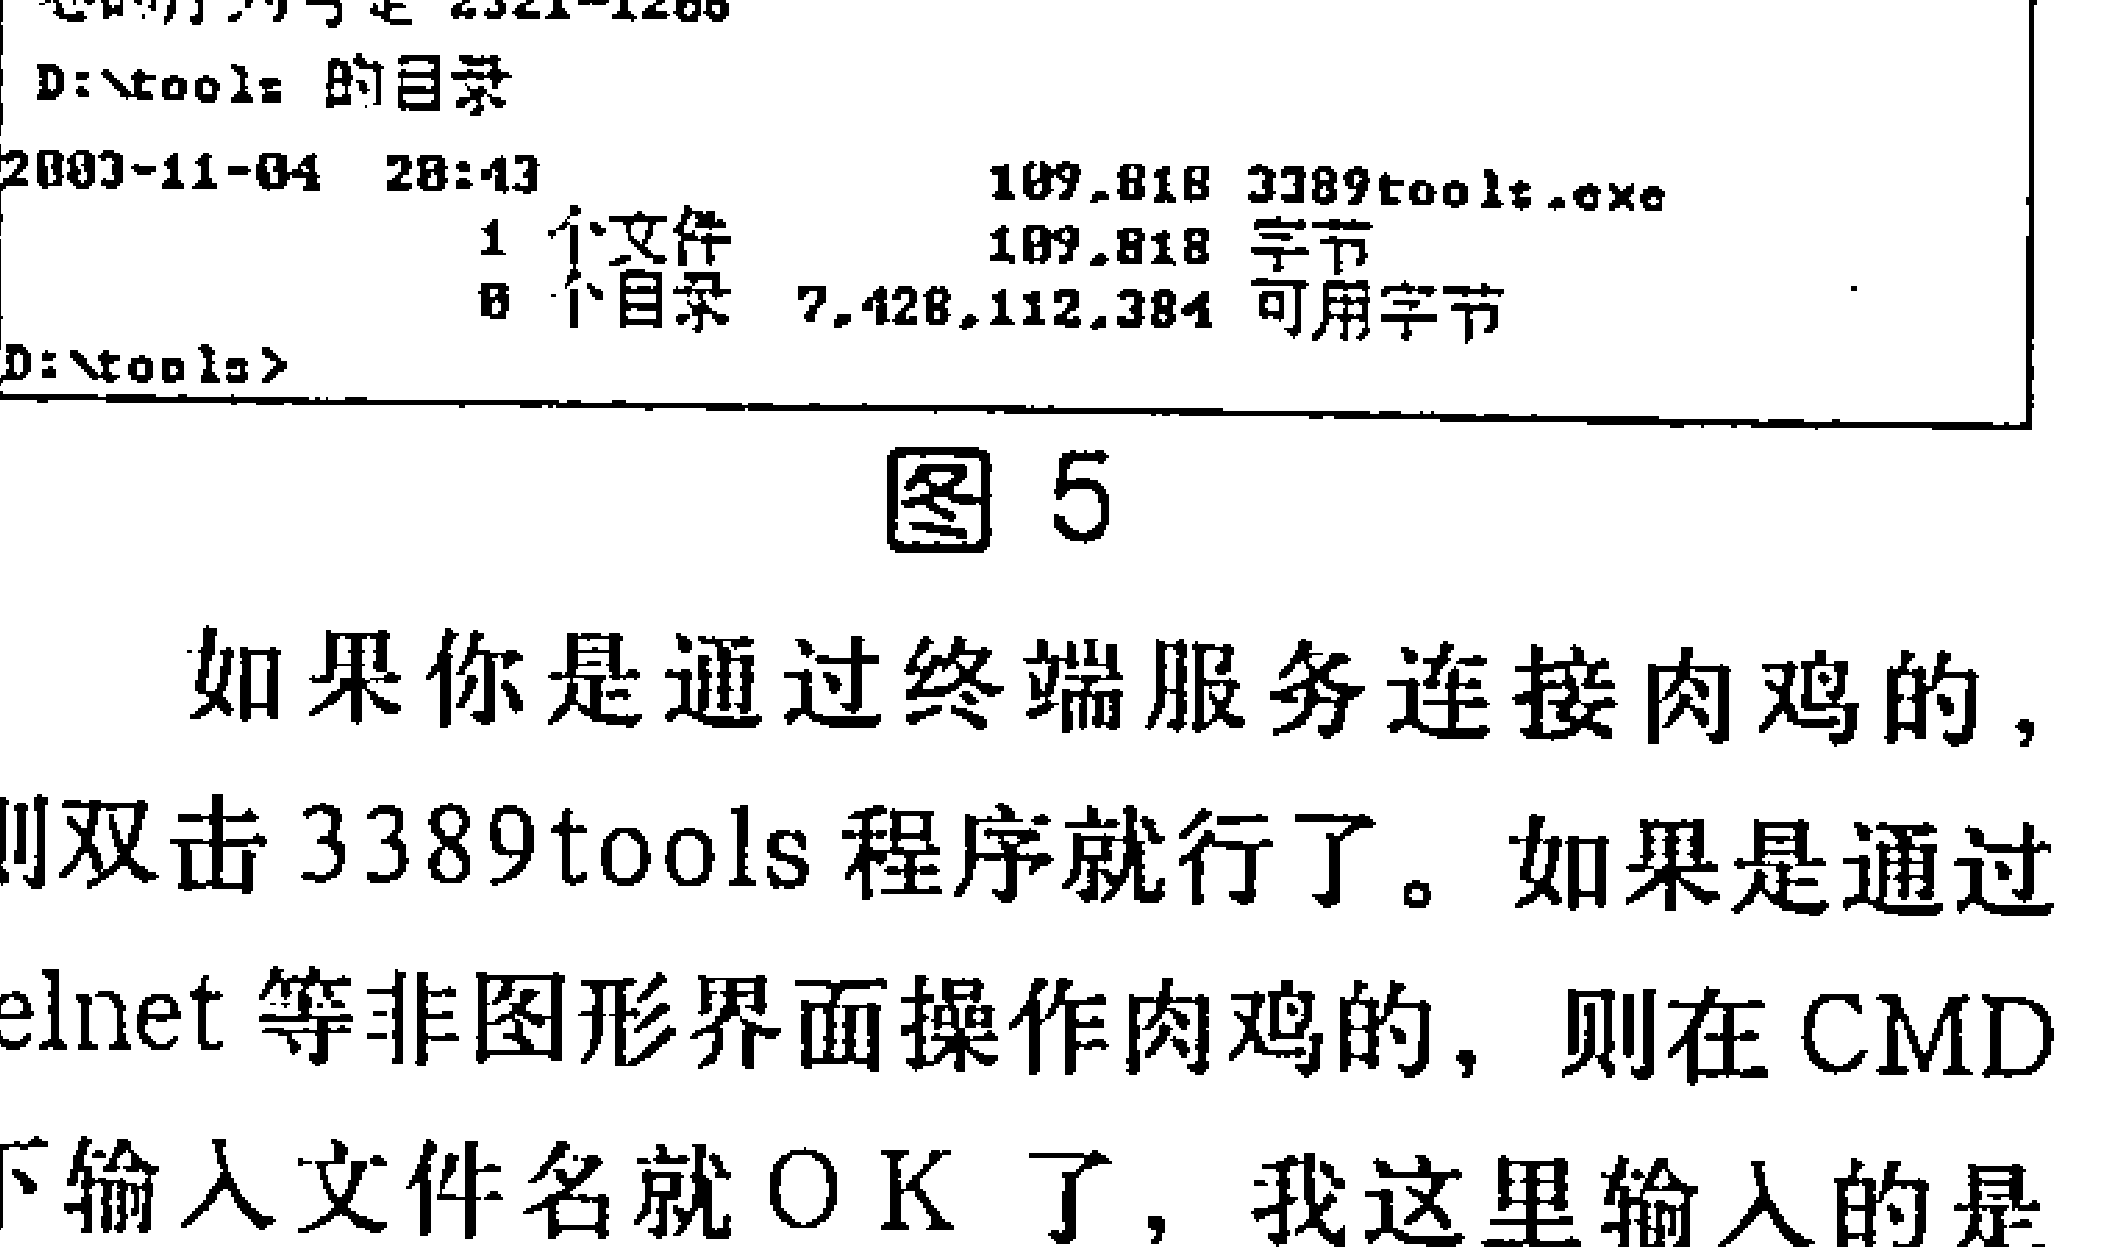 D:\tools 的目录
2003-11-04 20:43 109,818 3389tools.exe
1 个文件 109,818 字节
0 个目录 7,428,112,384 可用字节
D:\tools>
图 5
如果你是通过终端服务连接肉鸡的，
则双击 3389tools 程序就行了。如果是通过
elnet 等非图形界面操作肉鸡的，则在 CMD
下输入文件名就 OK 了，我这里输入的是